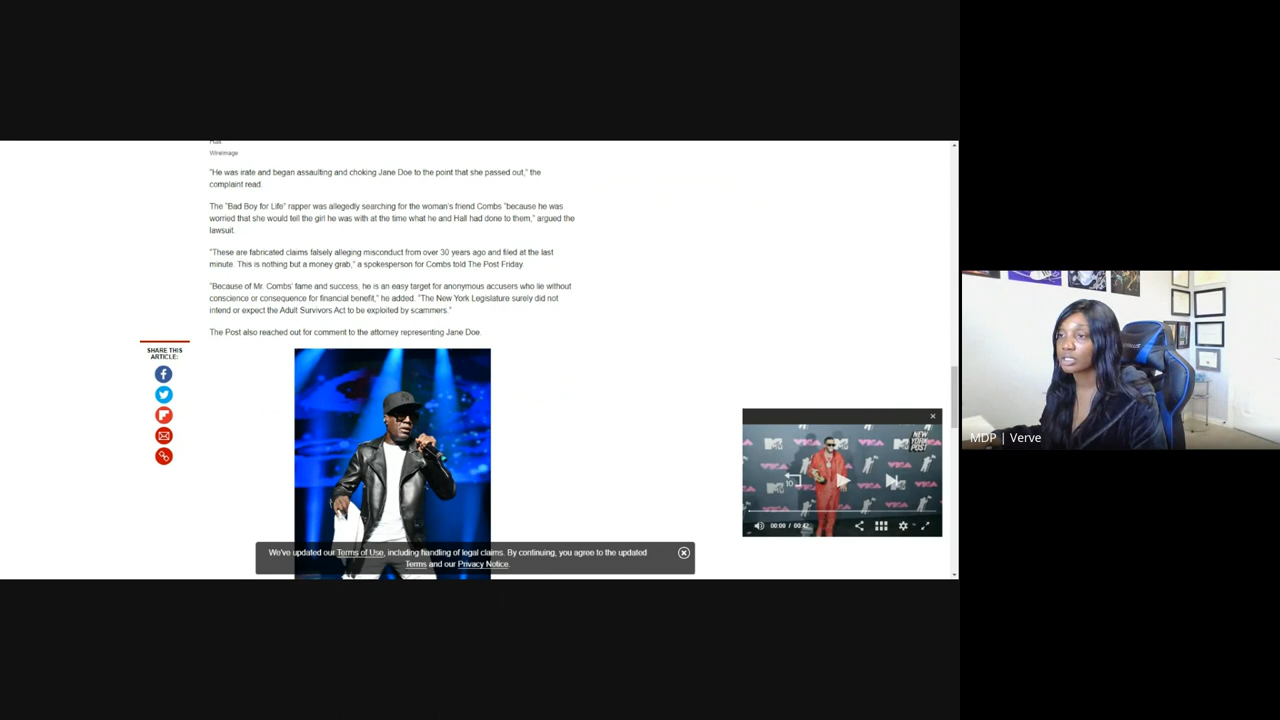 Hall.
WireImage
"He was irate and began assaulting and choking Jane Doe to the point that she passed out," the
complaint read.
The "Bad Boy for Life" rapper was allegedly searching for the woman's friend Combs "because he was
worried that she would tell the girl he was with at the time what he and Hall had done to them," argued the
lawsuit.
"These are fabricated claims falsely alleging misconduct from over 30 years ago and filed at the last
minute. This is nothing but a money grab," a spokesperson for Combs told The Post Friday.
"Because of Mr. Combs' fame and success, he is an easy target for anonymous accusers who lie without
conscience or consequence for financial benefit," he added. "The New York Legislature surely did not
intend or expect the Adult Survivors Act to be exploited by scammers."
The Post also reached out for comment to the attorney representing Jane Doe.
SHARE THIS
ARTICLE:
NEW
YORK
POST
10
00:00 / 00:42
We've updated our Terms of Use, including handling of legal claims. By continuing, you agree to the updated
Terms and our Privacy Notice.
MDP | Verve